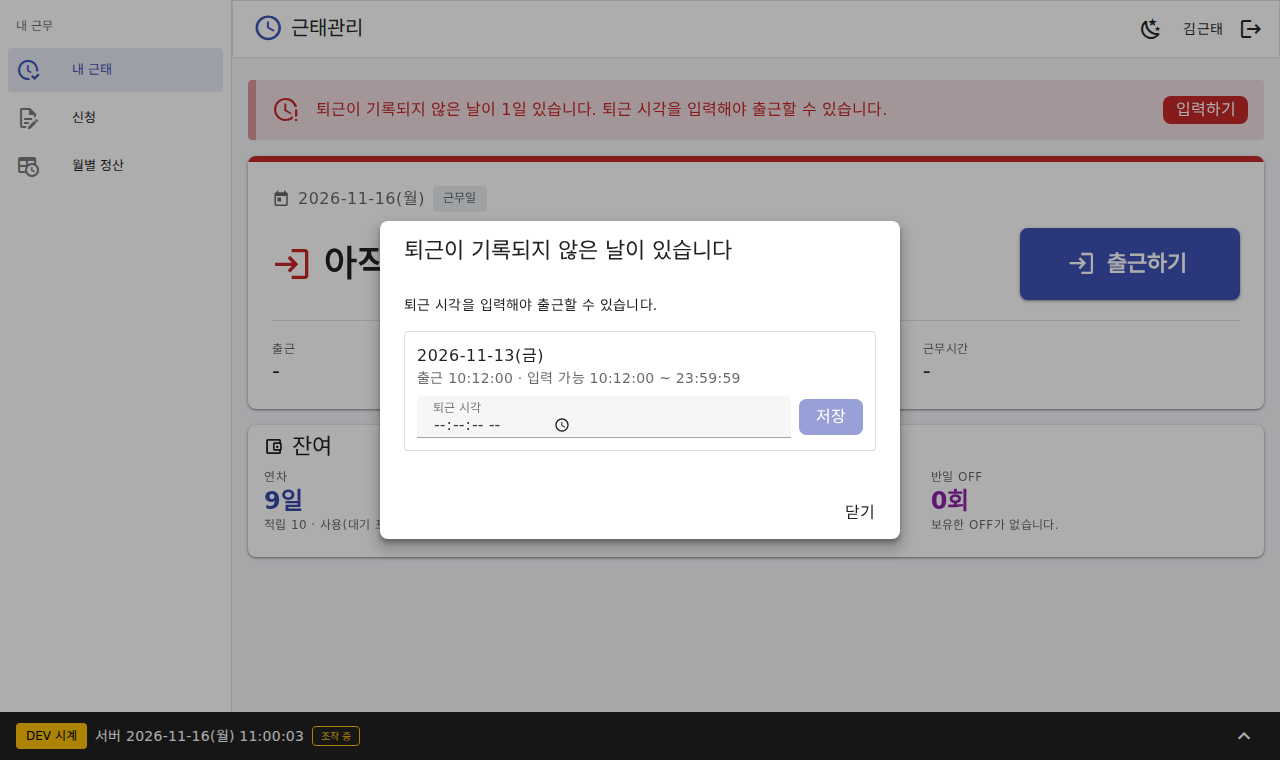 내 근무
내 근태
신청
월별 정산
근태관리
김근태
퇴근이 기록되지 않은 날이 1일 있습니다. 퇴근 시각을 입력해야 출근할 수 있습니다.
입력하기
2026-11-16(월)
근무일
출근하기
출근
-
근무시간
-
퇴근이 기록되지 않은 날이 있습니다
퇴근 시각을 입력해야 출근할 수 있습니다.
2026-11-13(금)
출근 10:12:00 · 입력 가능 10:12:00 ~ 23:59:59
퇴근 시각
--:--:-- --
저장
닫기
잔여
연차
9일
적립 10 · 사용(대기
반일 OFF
0회
보유한 OFF가 없습니다.
DEV 시계
서버 2026-11-16(월) 11:00:03
조작 중